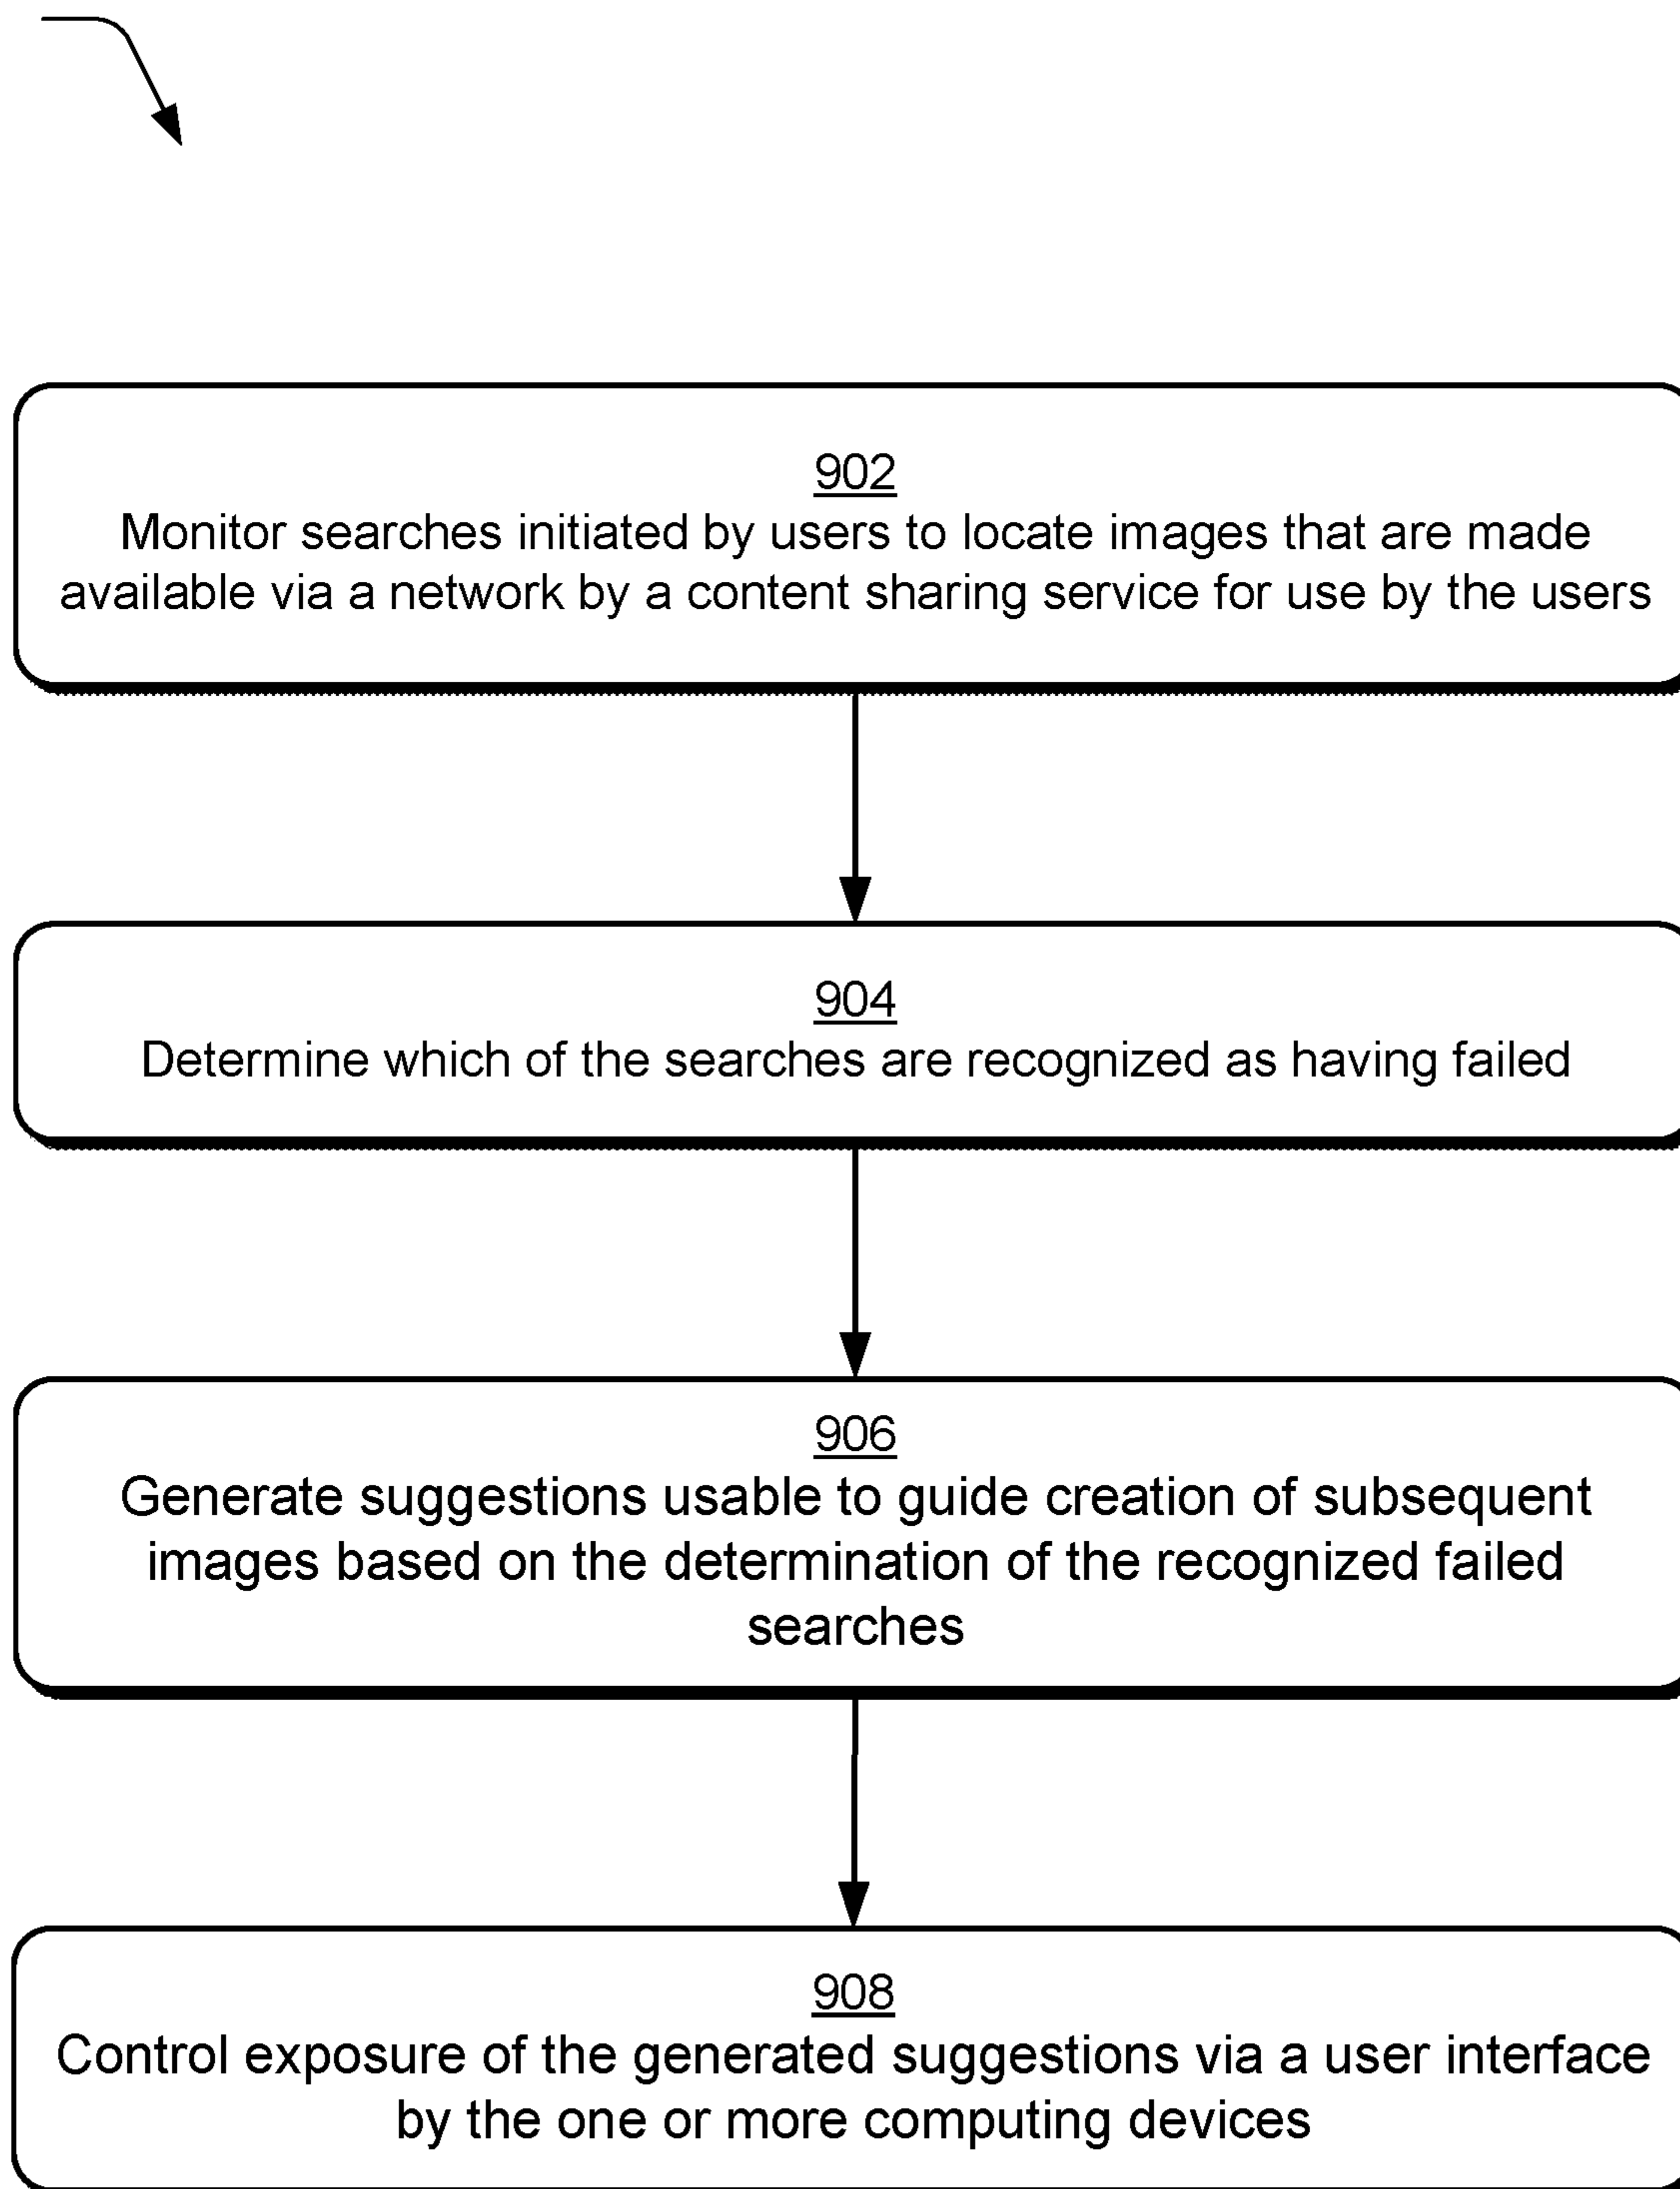 902
Monitor searches initiated by users to locate images that are made
available via a network by a content sharing service for use by the users
904
Determine which of the searches are recognized as having failed
906
Generate suggestions usable to guide creation of subsequent
images based on the determination of the recognized failed
searches
908
Control exposure of the generated suggestions via a user interface
by the one or more computing devices